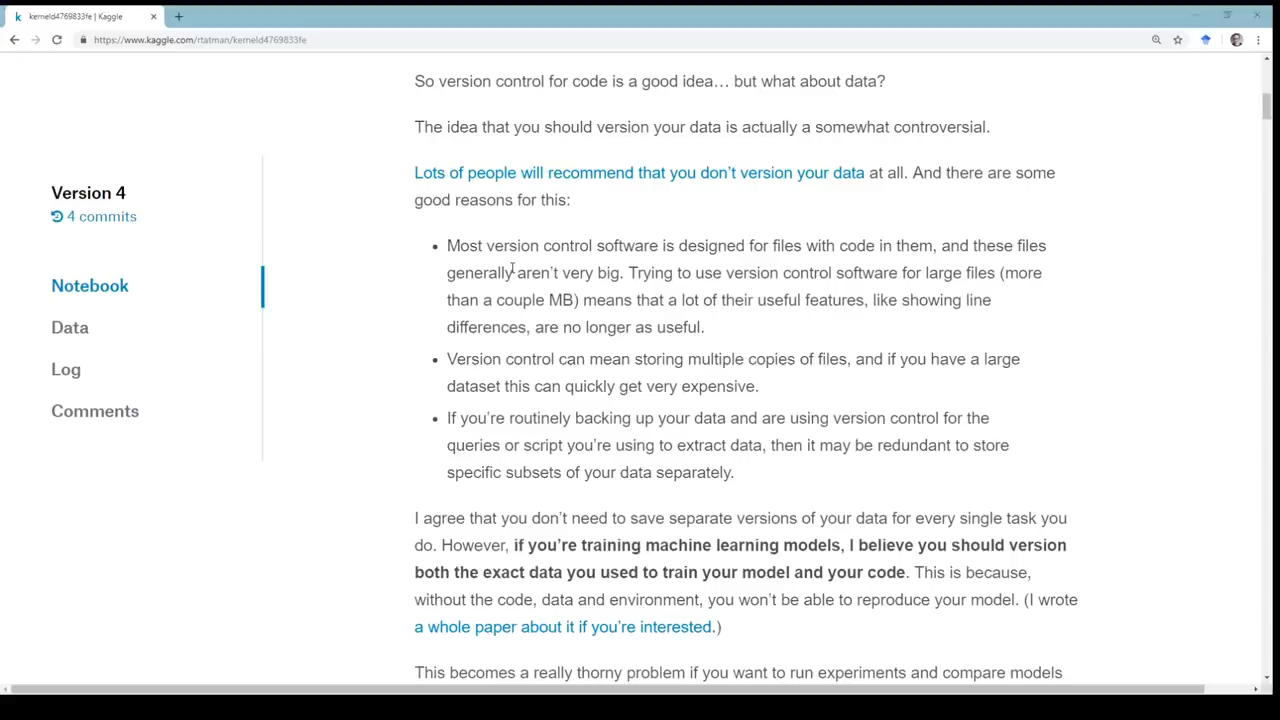 kerneld4769833fe | Kaggle
https://www.kaggle.com/rtatman/kerneld4769833fe
So version control for code is a good idea… but what about data?
The idea that you should version your data is actually a somewhat controversial.
Lots of people will recommend that you don't version your data at all. And there are some
good reasons for this:
Version 4
4 commits
• Most version control software is designed for files with code in them, and these files
generally aren't very big. Trying to use version control software for large files (more
than a couple MB) means that a lot of their useful features, like showing line
differences, are no longer as useful.
Notebook
Data
Log
Comments
• Version control can mean storing multiple copies of files, and if you have a large
dataset this can quickly get very expensive.
• If you're routinely backing up your data and are using version control for the
queries or script you're using to extract data, then it may be redundant to store
specific subsets of your data separately.
I agree that you don't need to save separate versions of your data for every single task you
do. However, if you're training machine learning models, I believe you should version
both the exact data you used to train your model and your code. This is because,
without the code, data and environment, you won't be able to reproduce your model. (I wrote
a whole paper about it if you're interested.)
This becomes a really thorny problem if you want to run experiments and compare models